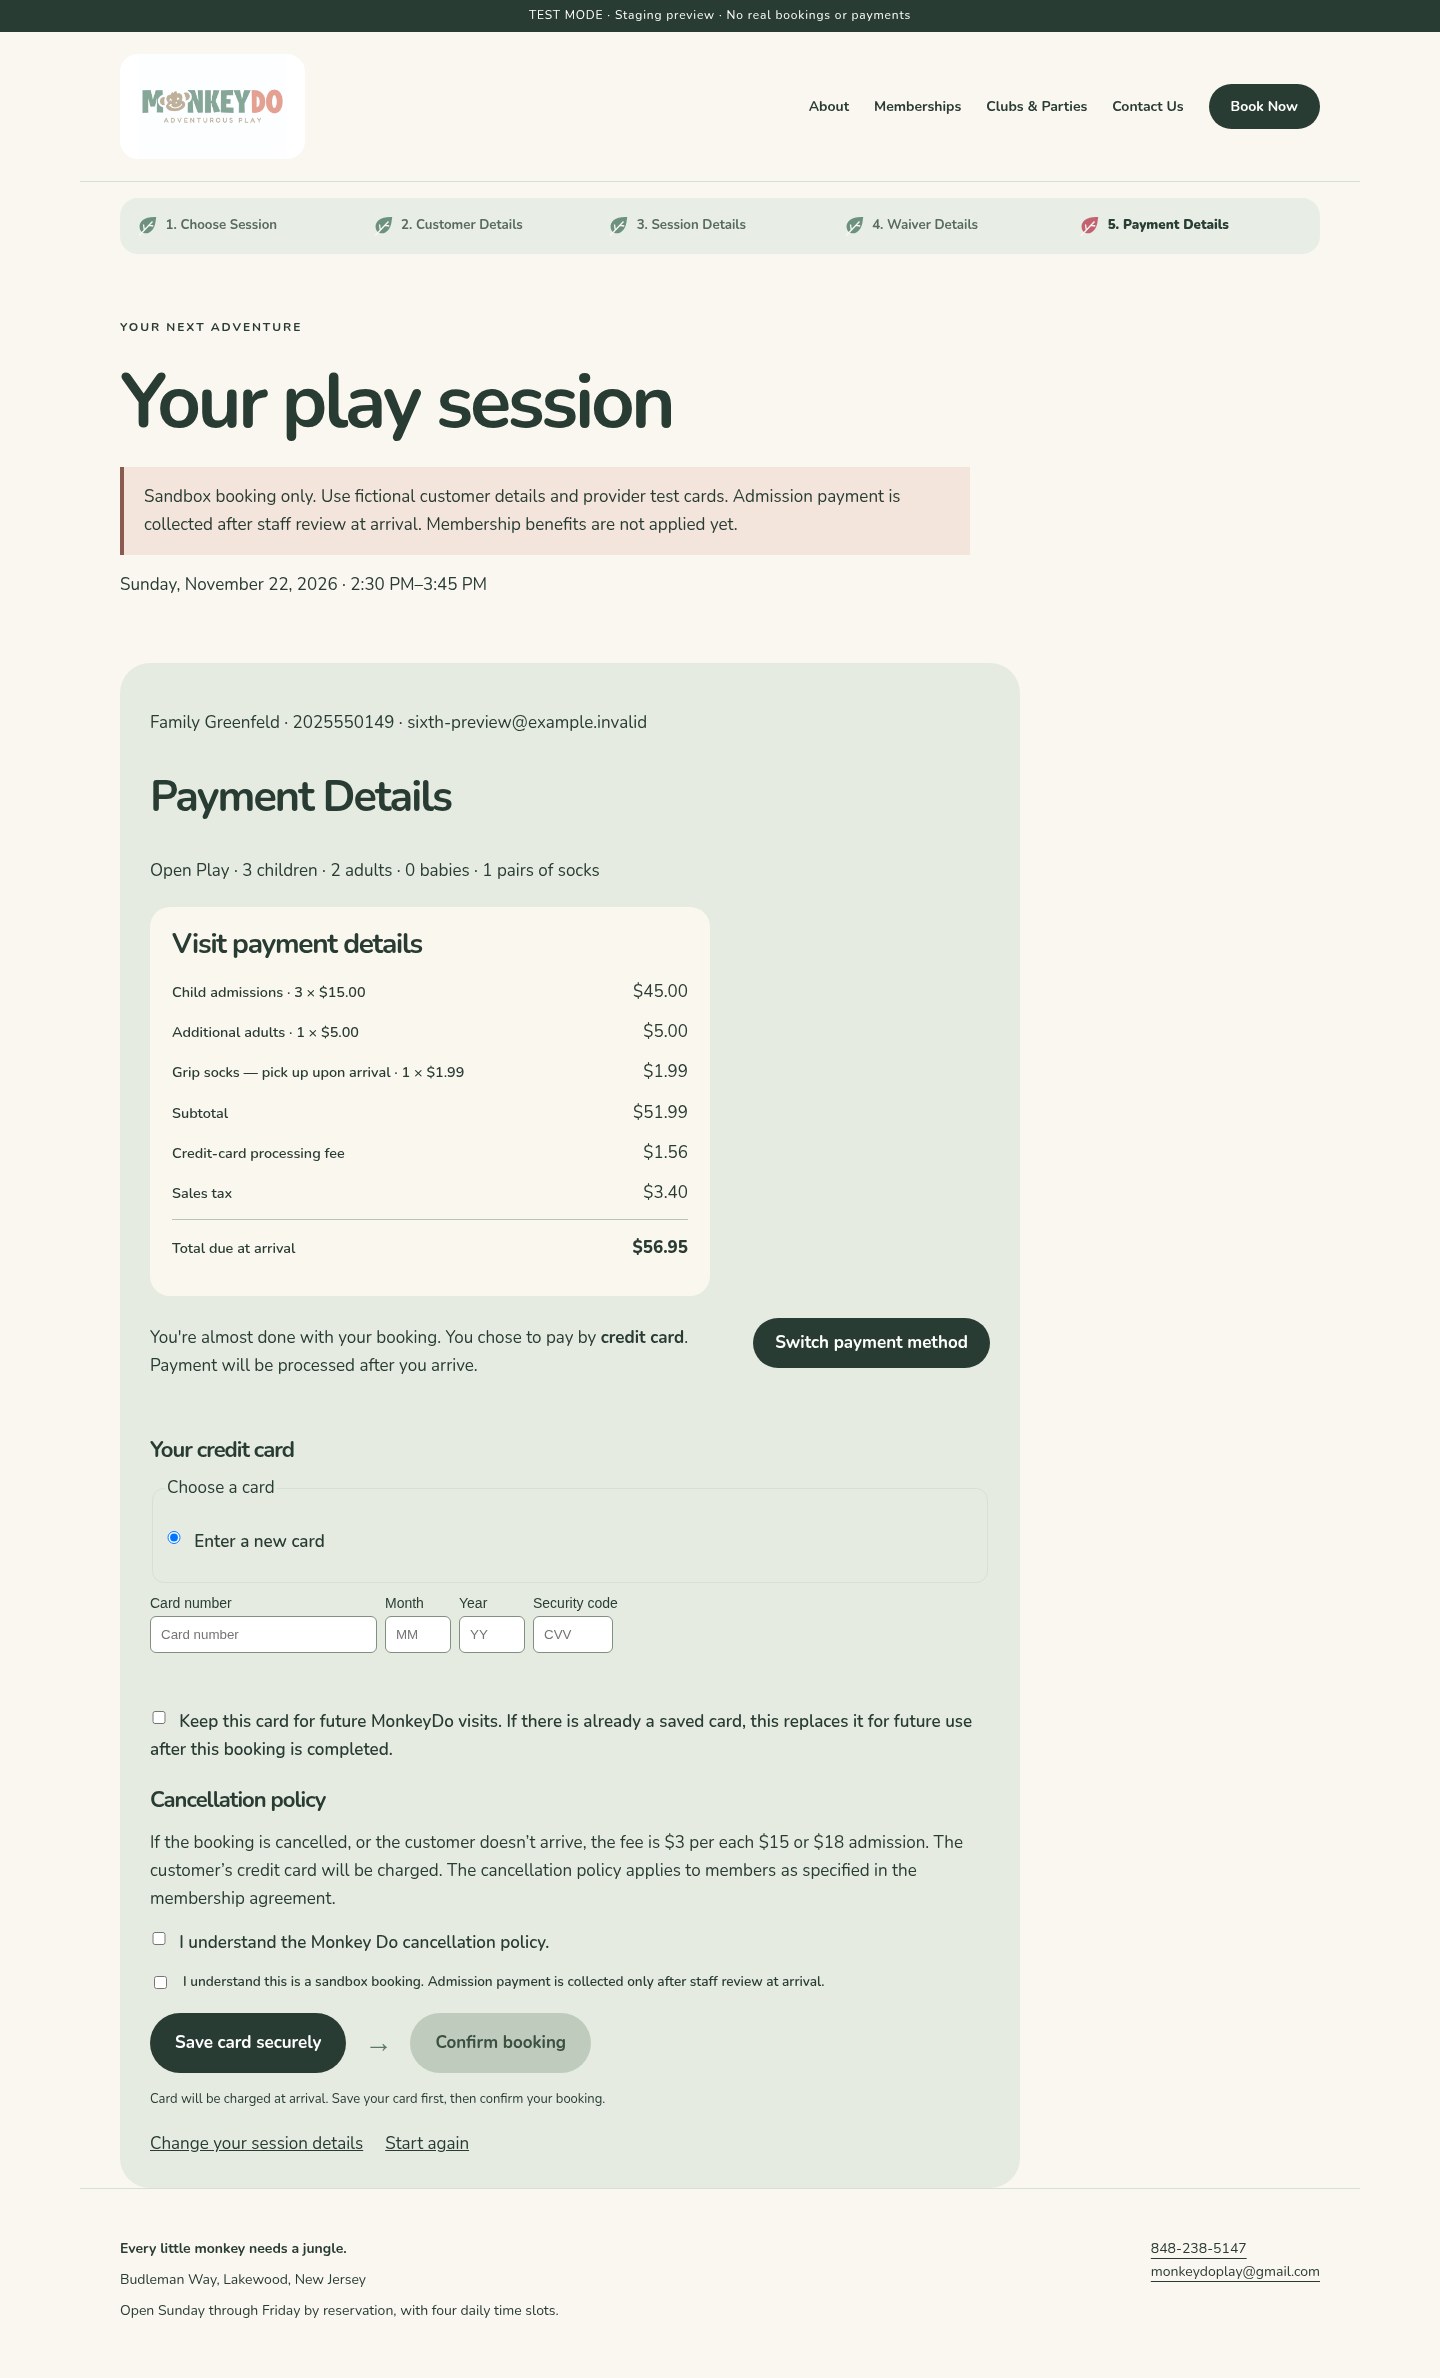 TEST MODE · Staging preview · No real bookings or payments
MONKEYDO
ADVENTUROUS PLAY
About
Memberships
Clubs & Parties
Contact Us
Book Now
1. Choose Session
2. Customer Details
3. Session Details
4. Waiver Details
5. Payment Details
YOUR NEXT ADVENTURE
Your play session
Sandbox booking only. Use fictional customer details and provider test cards. Admission payment is
collected after staff review at arrival. Membership benefits are not applied yet.
Sunday, November 22, 2026 · 2:30 PM–3:45 PM
Family Greenfeld · 2025550149 · sixth-preview@example.invalid
Payment Details
Open Play · 3 children · 2 adults · 0 babies · 1 pairs of socks
Visit payment details
Child admissions · 3 × $15.00 $45.00
Additional adults · 1 × $5.00 $5.00
Grip socks — pick up upon arrival · 1 × $1.99 $1.99
Subtotal $51.99
Credit-card processing fee $1.56
Sales tax $3.40
Total due at arrival $56.95
You're almost done with your booking. You chose to pay by credit card.
Payment will be processed after you arrive.
Switch payment method
Your credit card
Choose a card
Enter a new card
Card number Month Year Security code
Card number MM YY CVV
Keep this card for future MonkeyDo visits. If there is already a saved card, this replaces it for future use
after this booking is completed.
Cancellation policy
If the booking is cancelled, or the customer doesn’t arrive, the fee is $3 per each $15 or $18 admission. The
customer’s credit card will be charged. The cancellation policy applies to members as specified in the
membership agreement.
I understand the Monkey Do cancellation policy.
I understand this is a sandbox booking. Admission payment is collected only after staff review at arrival.
Save card securely → Confirm booking
Card will be charged at arrival. Save your card first, then confirm your booking.
Change your session details Start again
Every little monkey needs a jungle.
Budleman Way, Lakewood, New Jersey
Open Sunday through Friday by reservation, with four daily time slots.
848-238-5147
monkeydoplay@gmail.com